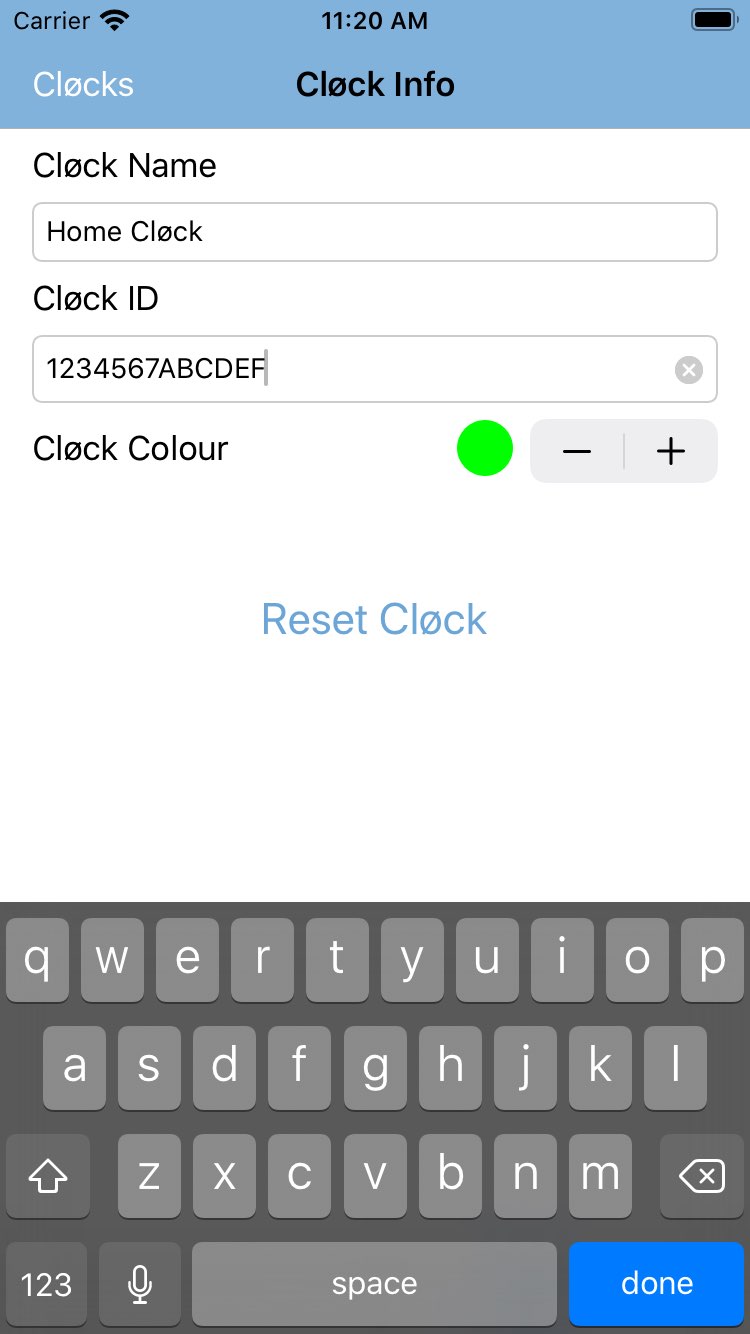 Carrier 11:20 AM
Cløcks Cløck Info
Cløck Name
Home Cløck
Cløck ID
1234567ABCDEF
Cløck Colour
Reset Cløck
q w e r t y u i o p
a s d f g h j k l
z x c v b n m
123 space done